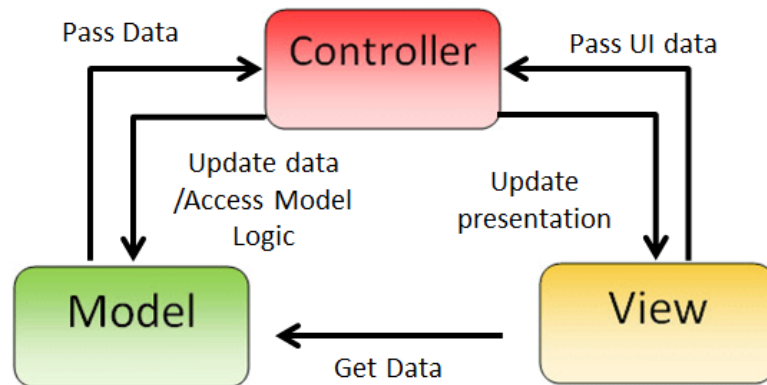 Pass Data
Controller
Pass UI data
Update data
/Access Model
Logic
Update
presentation
Model
View
Get Data